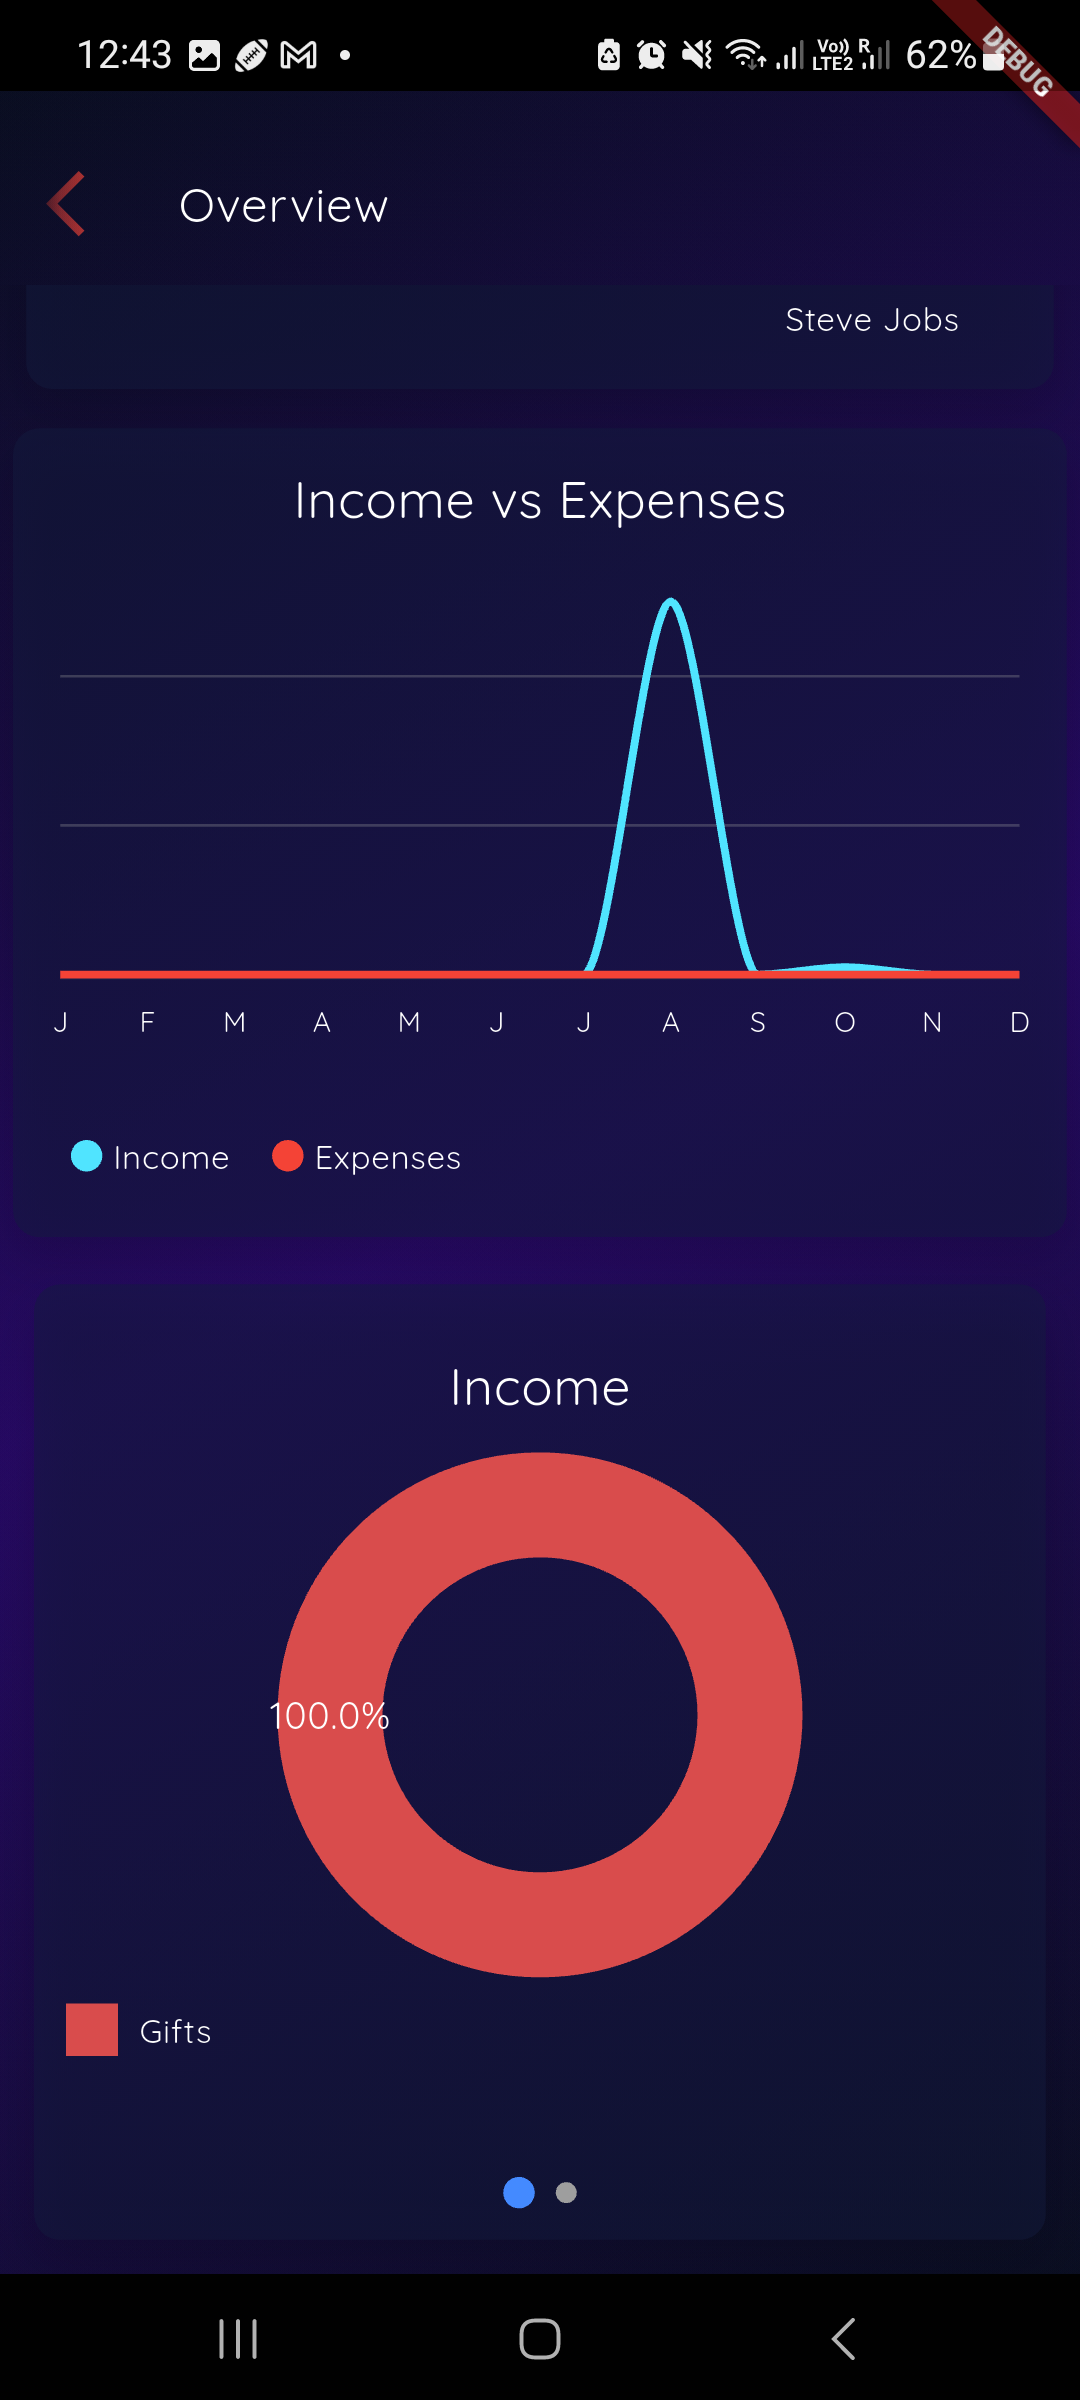 12:43
Vo)) R
LTE2
62%
DEBUG
Overview
Steve Jobs
Income vs Expenses
J F M A M J J A S O N D
Income Expenses
Income
100.0%
Gifts